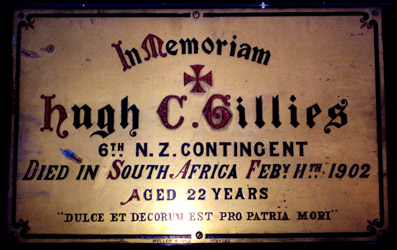 In Memoriam
Hugh C. Gillies
6TH N.Z. CONTINGENT
DIED IN SOUTH AFRICA FEBY 11TH 1902
AGED 22 YEARS
"DULCE ET DECORUM EST PRO PATRIA MORI"